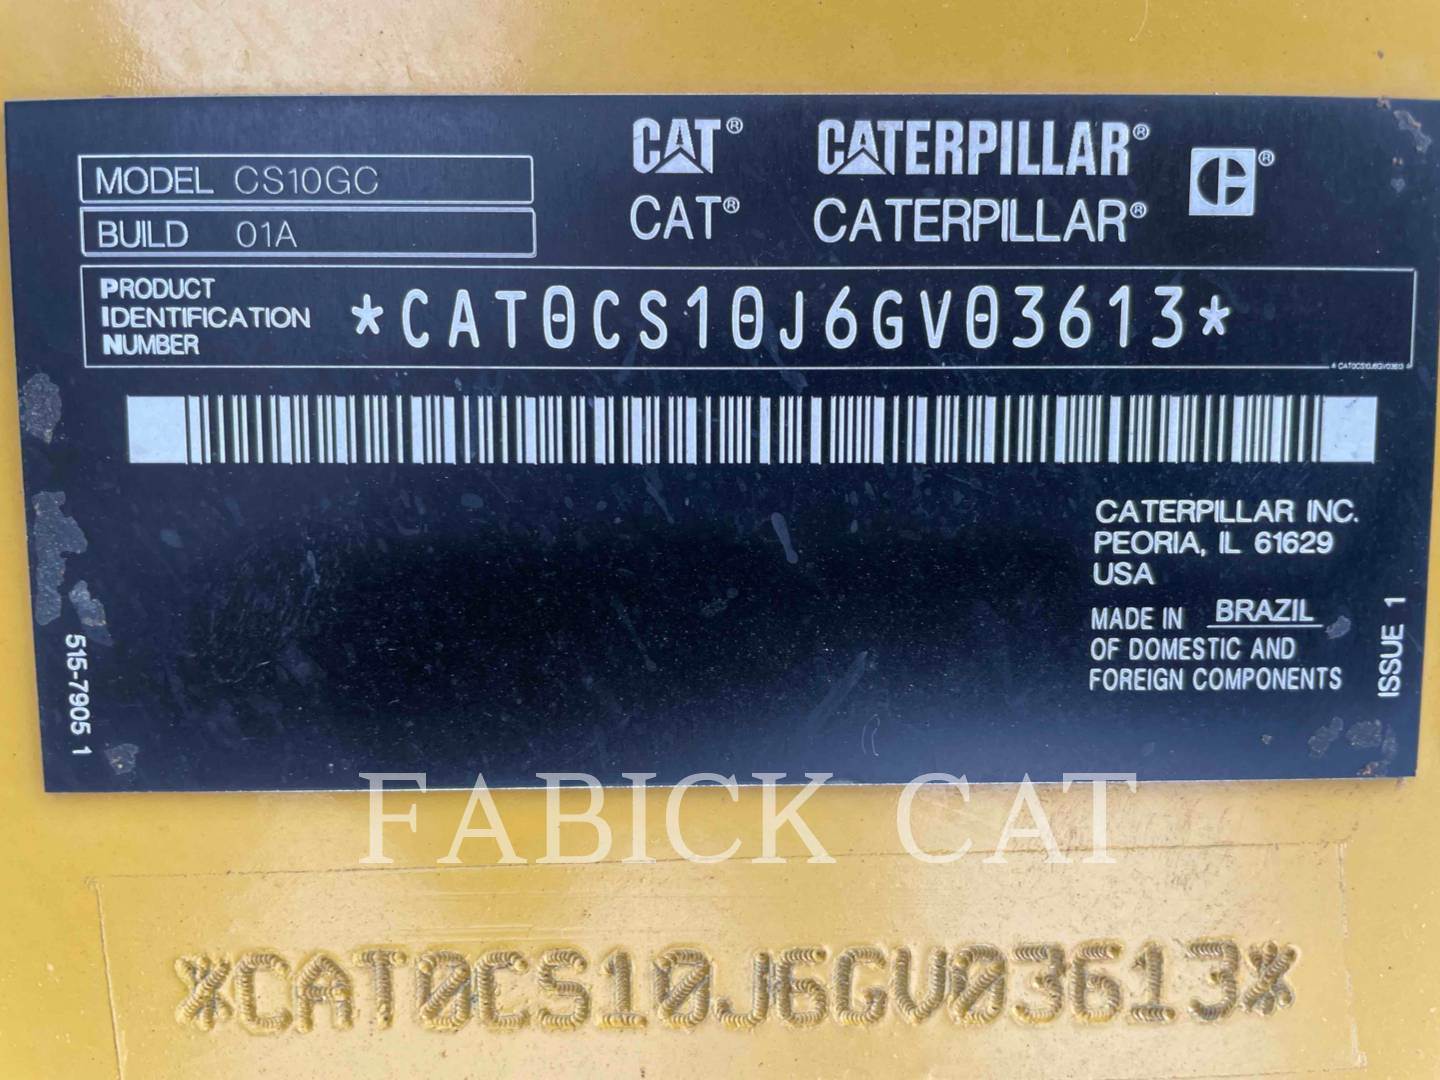 MODEL CS10GC
BUILD 01A
CAT® CATERPILLAR® C®
CAT® CATERPILLAR®
PRODUCT
IDENTIFICATION
NUMBER
*CAT0CS10J6GV03613*
* CAT0CS10J6GV03613 *
CATERPILLAR INC.
PEORIA, IL 61629
USA
MADE IN BRAZIL
OF DOMESTIC AND
FOREIGN COMPONENTS
ISSUE 1
515-7905 1
FABICK CAT
*CAT0CS10J6GV03613*